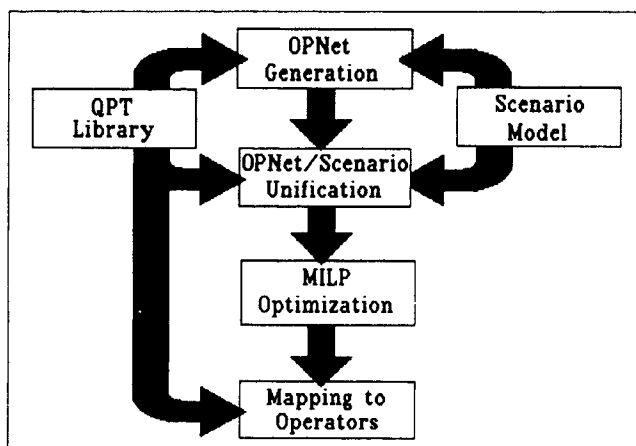 OPNet
Generation
QPT
Library
Scenario
Model
OPNet/Scenario
Unification
MILP
Optimization
Mapping to
Operators